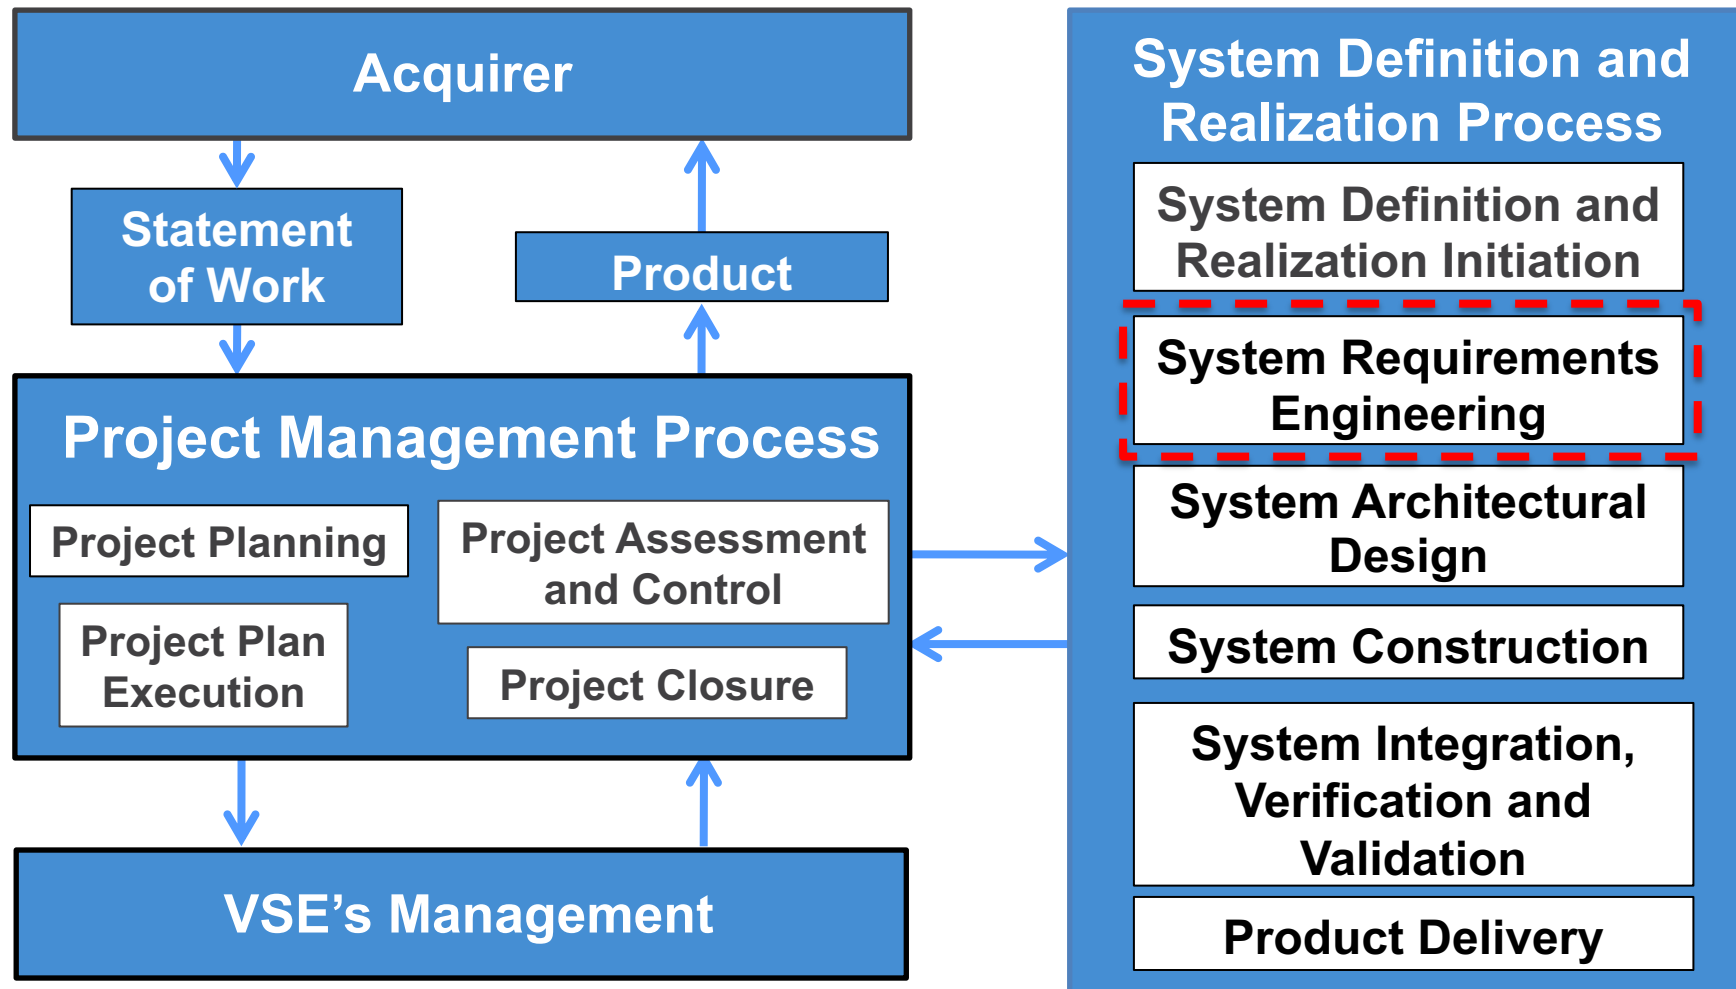 Acquirer
Statement
of Work
Product
Project Management Process
Project Planning
Project Assessment
and Control
Project Plan
Execution
Project Closure
VSE’s Management
System Definition and
Realization Process
System Definition and
Realization Initiation
System Requirements
Engineering
System Architectural
Design
System Construction
System Integration,
Verification and
Validation
Product Delivery